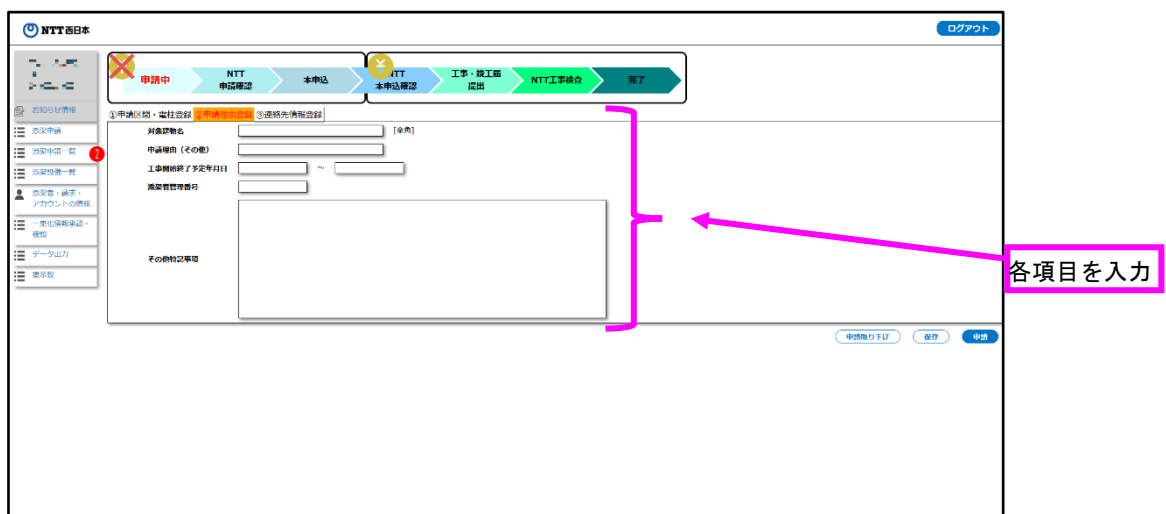 NTT西日本
ログアウト
申請中
NTT
申請確認
本申込
¥
NTT
本申込確認
工事・竣工届
提出
NTT工事検査
完了
お知らせ情報
添架申請
添架申請一覧
2
添架設備一覧
添架者・請求・
アカウントの情報
一束化情報承認・
確認
データ出力
掲示板
①申請区間・電柱登録 ②申請理由登録 ③連絡先情報登録
対象建物名 [全角]
申請理由（その他）
工事開始終了予定年月日 ～
添架者管理番号
その他特記事項
各項目を入力
申請取り下げ 保存 申請